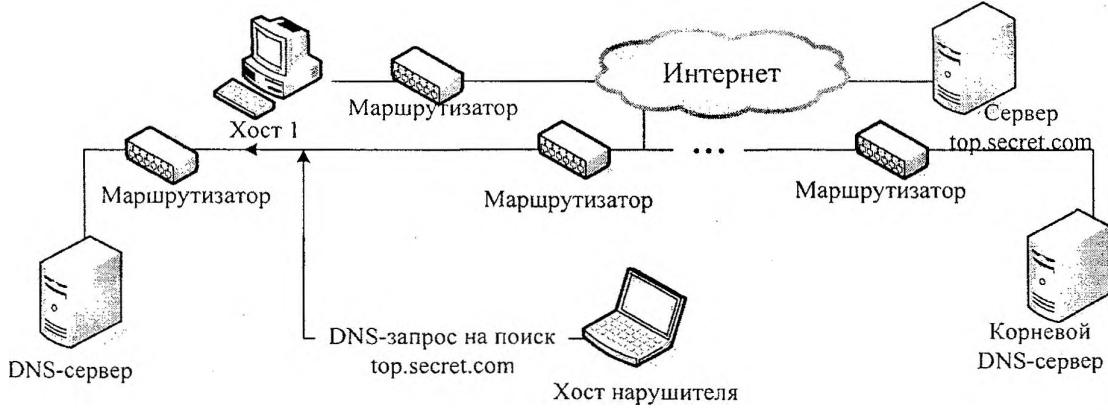 Интернет
Маршрутизатор
Хост 1
Сервер
top.secret.com
Маршрутизатор
Маршрутизатор
Маршрутизатор
...
DNS-запрос на поиск
top.secret.com
DNS-сервер
Хост нарушителя
Корневой
DNS-сервер